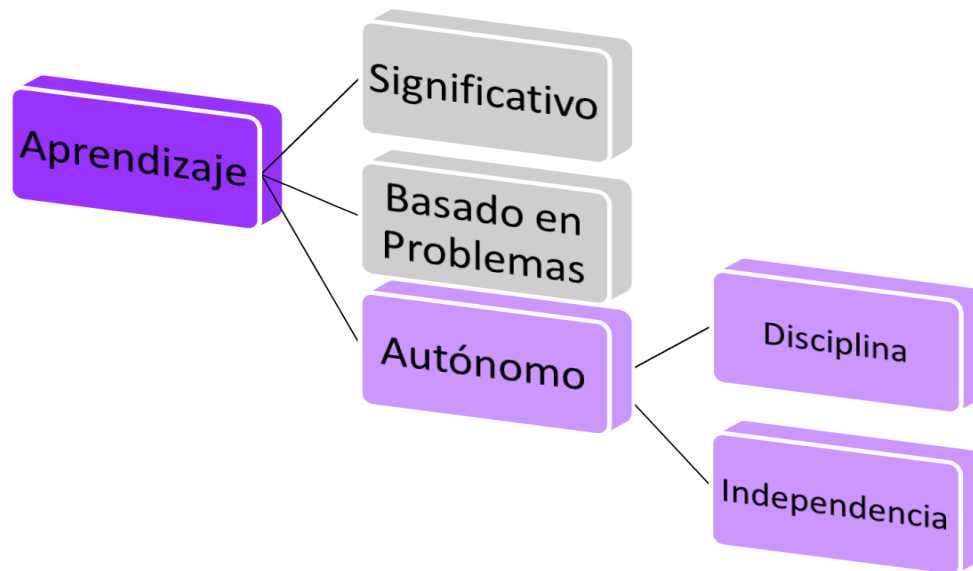 Aprendizaje
Significativo
Basado en
Problemas
Autónomo
Disciplina
Independencia